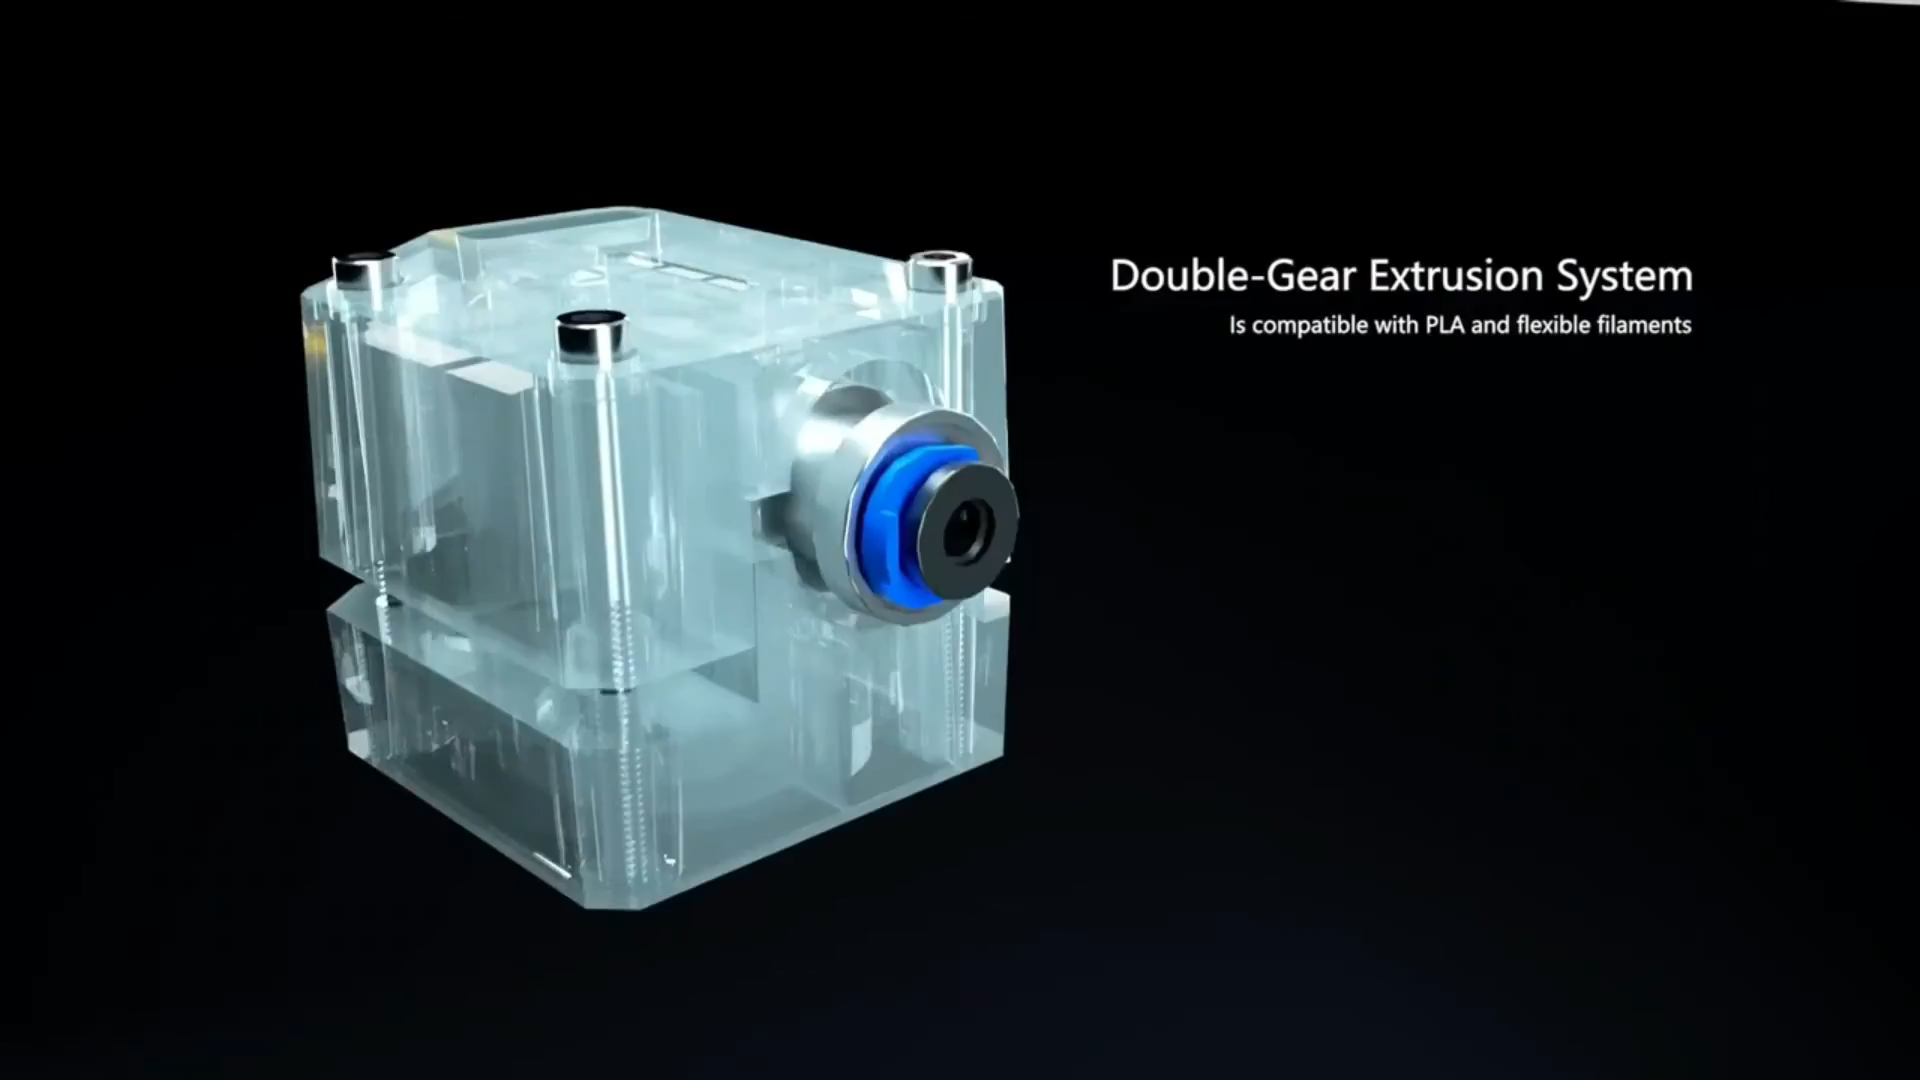 Double-Gear Extrusion System
Is compatible with PLA and flexible filaments